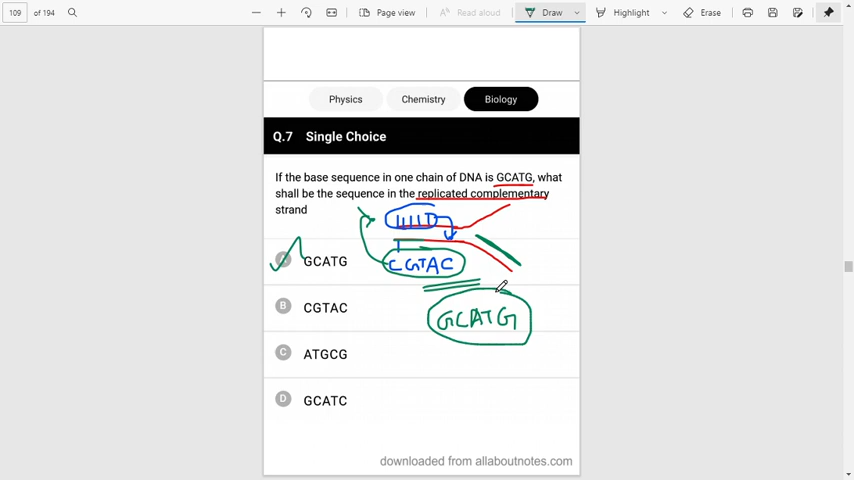 109 of 194 Page view Read aloud Draw Highlight Erase
Physics Chemistry Biology
Q.7 Single Choice
If the base sequence in one chain of DNA is GCATG, what
shall be the sequence in the replicated complementary
strand
A GCATG
CGTAC
B CGTAC
GCATG
C ATGCG
D GCATC
downloaded from allaboutnotes.com